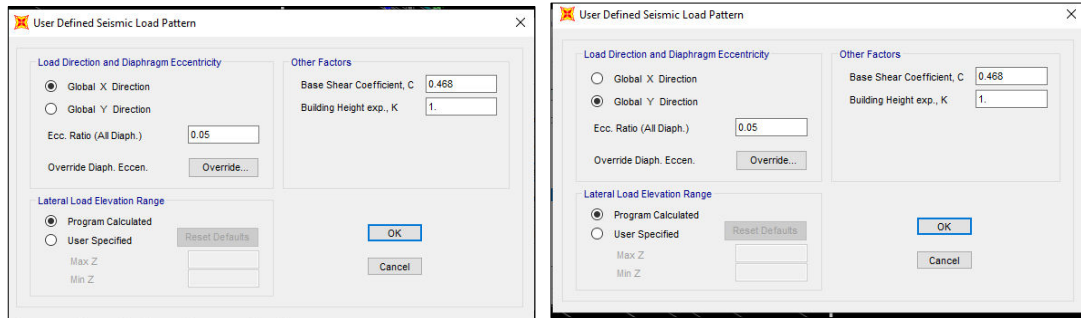 User Defined Seismic Load Pattern
Load Direction and Diaphragm Eccentricity
Global X Direction
Global Y Direction
Ecc. Ratio (All Diaph.) 0.05
Override Diaph. Eccen. Override...
Other Factors
Base Shear Coefficient, C 0.468
Building Height exp., K 1.
Lateral Load Elevation Range
Program Calculated
User Specified Reset Defaults
Max Z
Min Z
OK
Cancel
User Defined Seismic Load Pattern
Load Direction and Diaphragm Eccentricity
Global X Direction
Global Y Direction
Ecc. Ratio (All Diaph.) 0.05
Override Diaph. Eccen. Override...
Other Factors
Base Shear Coefficient, C 0.468
Building Height exp., K 1.
Lateral Load Elevation Range
Program Calculated
User Specified Reset Defaults
Max Z
Min Z
OK
Cancel